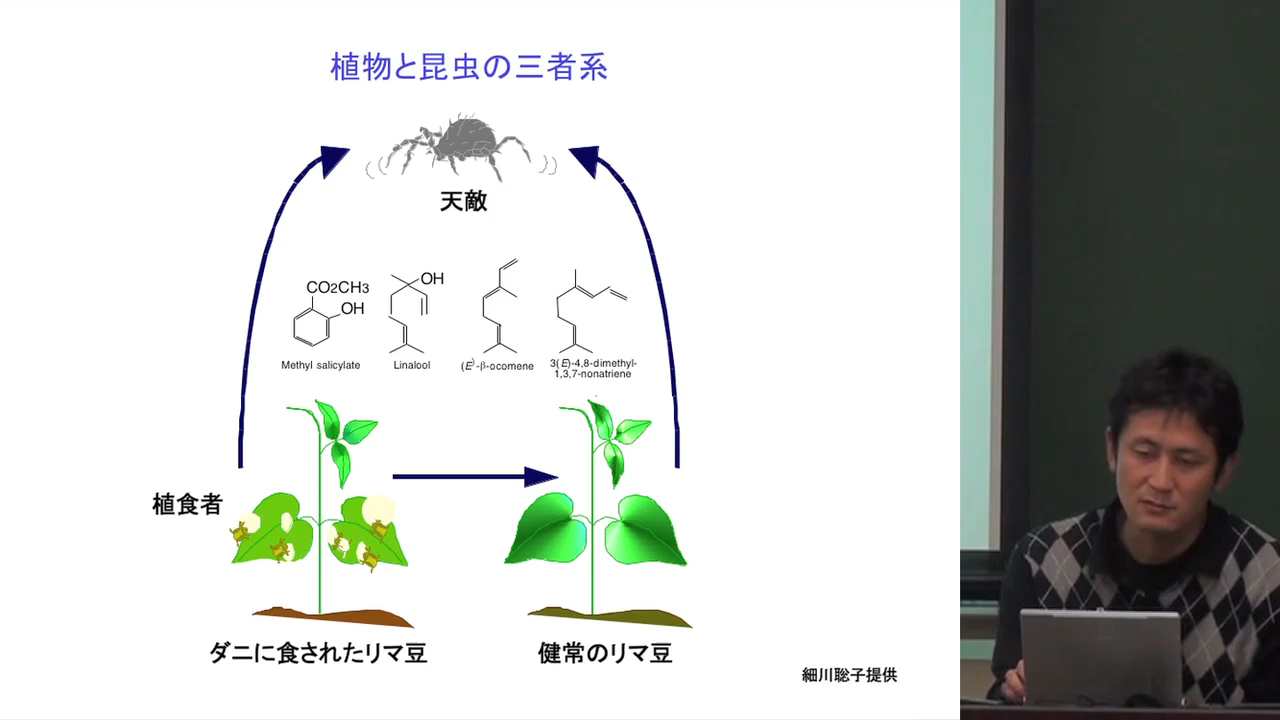 植物と昆虫の三者系
天敵
CO2CH3
OH
OH
Methyl salicylate
Linalool
(E)-β-ocomene
3(E)-4,8-dimethyl-
1,3,7-nonatriene
植食者
ダニに食されたリマ豆
健常のリマ豆
細川聡子提供